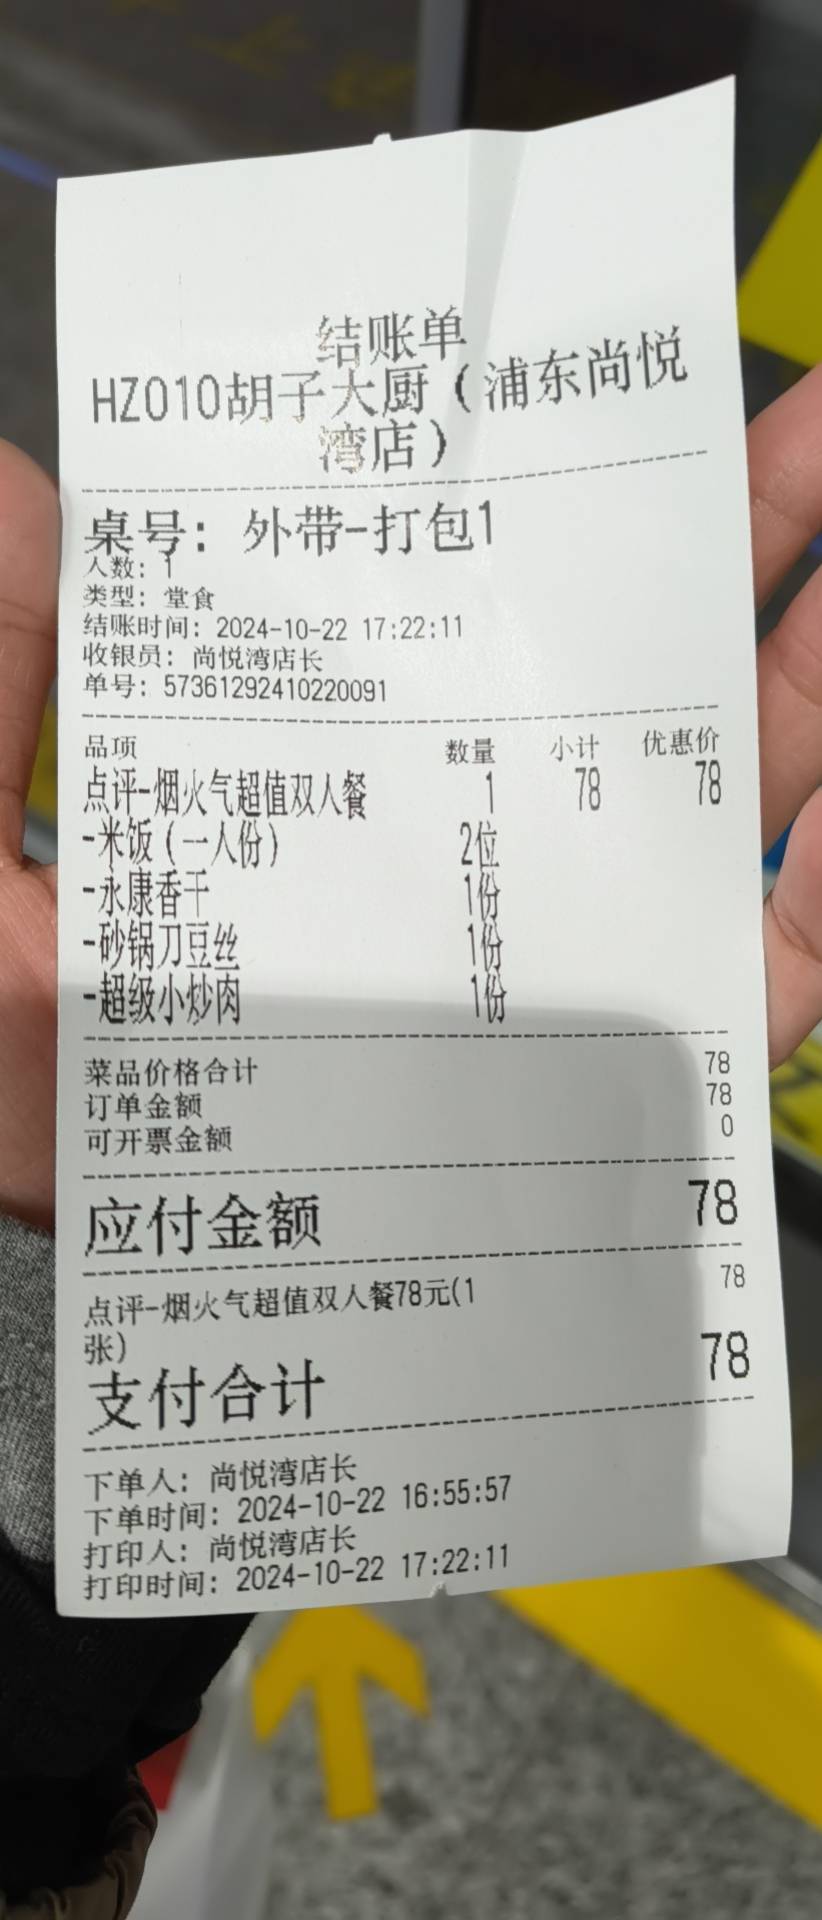 结账单
HZ010胡子大厨（浦东尚悦
湾店）
桌号：外带-打包1
人数：1
类型：堂食
结账时间：2024-10-22 17:22:11
收银员：尚悦湾店长
单号：57361292410220091
品项 数量 小计 优惠价
点评-烟火气超值双人餐 1 78 78
-米饭（一人份） 2位
-永康香干 1份
-砂锅刀豆丝 1份
-超级小炒肉 1份
菜品价格合计 78
订单金额 78
可开票金额 0
应付金额 78
点评-烟火气超值双人餐78元(1 78
张)
支付合计 78
下单人：尚悦湾店长
下单时间：2024-10-22 16:55:57
打印人：尚悦湾店长
打印时间：2024-10-22 17:22:11